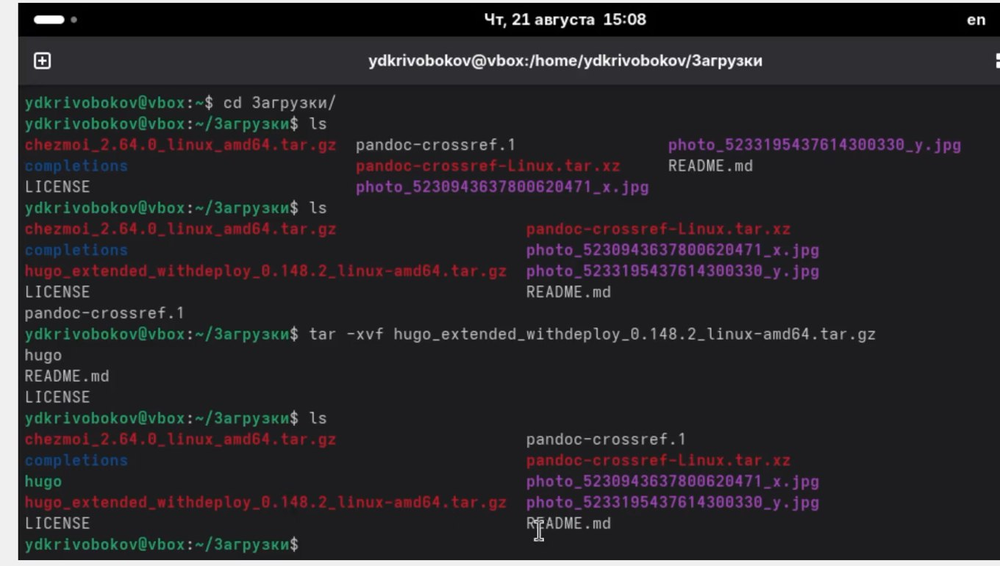 Чт, 21 августа 15:08
en
ydkrivobokov@vbox:/home/ydkrivobokov/Загрузки
ydkrivobokov@vbox:~$ cd Загрузки/
ydkrivobokov@vbox:~/Загрузки$ ls
chezmoi_2.64.0_linux_amd64.tar.gz pandoc-crossref.1 photo_5233195437614300330_y.jpg
completions pandoc-crossref-Linux.tar.xz README.md
LICENSE photo_5230943637800620471_x.jpg
ydkrivobokov@vbox:~/Загрузки$ ls
chezmoi_2.64.0_linux_amd64.tar.gz pandoc-crossref-Linux.tar.xz
completions photo_5230943637800620471_x.jpg
hugo_extended_withdeploy_0.148.2_linux-amd64.tar.gz photo_5233195437614300330_y.jpg
LICENSE README.md
pandoc-crossref.1
ydkrivobokov@vbox:~/Загрузки$ tar -xvf hugo_extended_withdeploy_0.148.2_linux-amd64.tar.gz
hugo
README.md
LICENSE
ydkrivobokov@vbox:~/Загрузки$ ls
chezmoi_2.64.0_linux_amd64.tar.gz pandoc-crossref.1
completions pandoc-crossref-Linux.tar.xz
hugo photo_5230943637800620471_x.jpg
hugo_extended_withdeploy_0.148.2_linux-amd64.tar.gz photo_5233195437614300330_y.jpg
LICENSE README.md
ydkrivobokov@vbox:~/Загрузки$